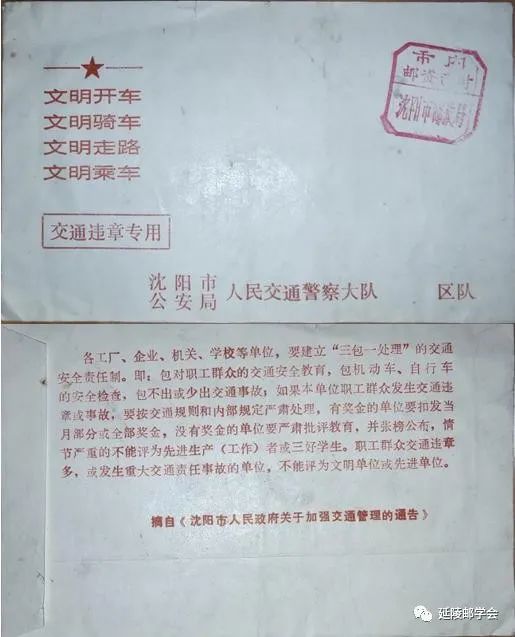 文明开车
文明骑车
文明走路
文明乘车
交通违章专用
市内
邮资已付
沈阳市邮政局
沈阳市
公安局 人民交通警察大队 区队
各工厂、企业、机关、学校等单位，要建立“三包一处理”的交通
安全责任制。即：包对职工群众的交通安全教育，包机动车、自行车
的安全检查，包不出或少出交通事故；如果本单位职工群众发生交通违
章或事故，要按交通规则和内部规定严肃处理，有奖金的单位要扣发当
月部分或全部奖金，没有奖金的单位要严肃批评教育，并张榜公布，情
节严重的不能评为先进生产（工作）者或三好学生。职工群众交通违章
多，或发生重大交通责任事故的单位，不能评为文明单位或先进单位。
摘自《沈阳市人民政府关于加强交通管理的通告》
延陵邮学会